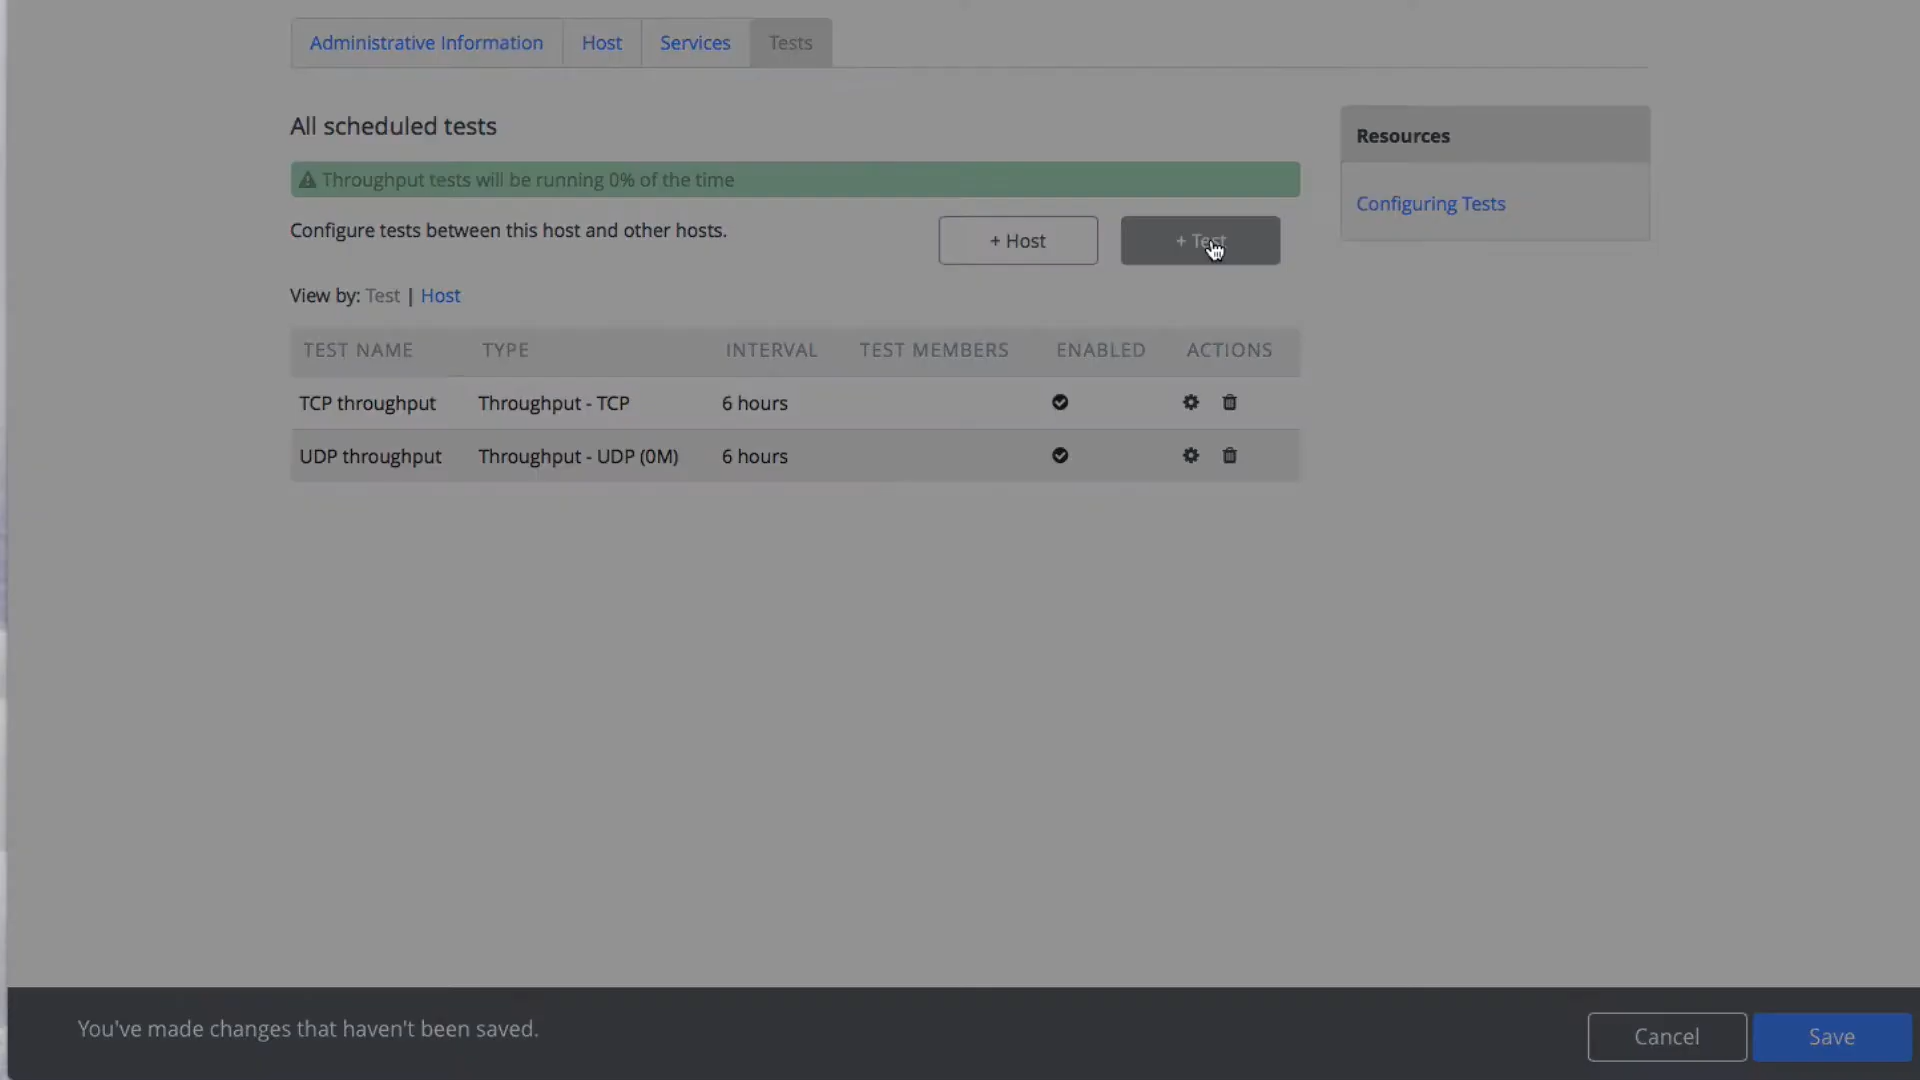 Administrative Information Host Services Tests
All scheduled tests
Resources
Throughput tests will be running 0% of the time
Configuring Tests
Configure tests between this host and other hosts.
+ Host
+ Test
View by: Test | Host
TEST NAME TYPE INTERVAL TEST MEMBERS ENABLED ACTIONS
TCP throughput Throughput - TCP 6 hours
UDP throughput Throughput - UDP (0M) 6 hours
You've made changes that haven't been saved.
Cancel
Save